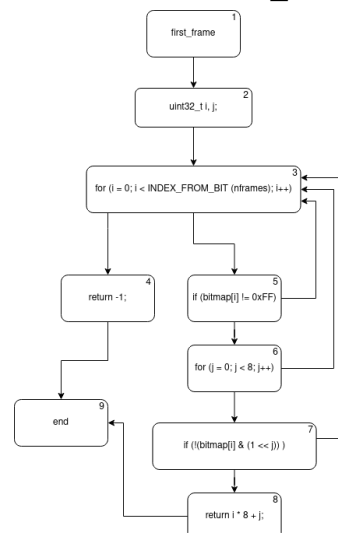 1
first_frame
2
uint32_t i, j;
3
for (i = 0; i < INDEX_FROM_BIT (nframes); i++)
4
return -1;
5
if (bitmap[i] != 0xFF)
6
for (j = 0; j < 8; j++)
9
end
7
if (!(bitmap[i] & (1 << j)) )
8
return i * 8 + j;